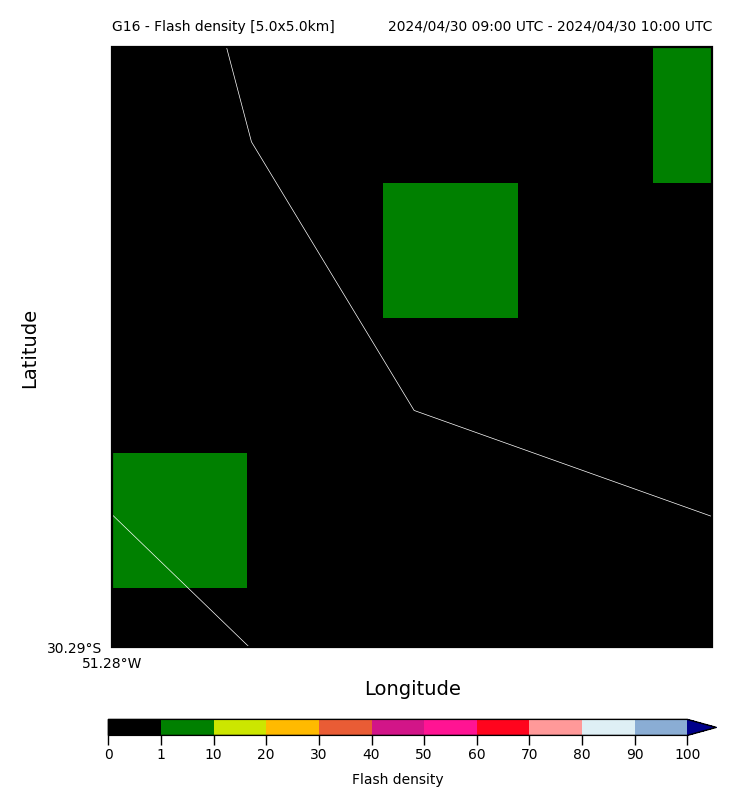 G16 - Flash density [5.0x5.0km] 2024/04/30 09:00 UTC - 2024/04/30 10:00 UTC
Latitude
30.29°S
51.28°W
Longitude
0 1 10 20 30 40 50 60 70 80 90 100
Flash density